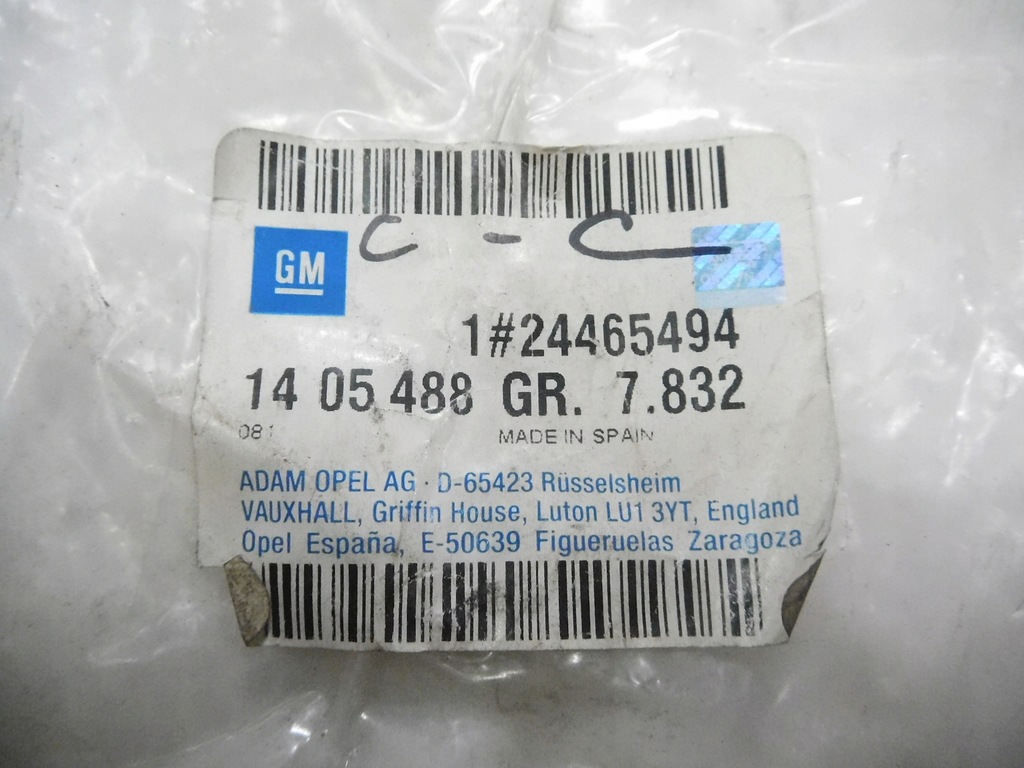 C - C
GM
1#24465494
14 05 488 GR. 7.832
081
MADE IN SPAIN
ADAM OPEL AG · D-65423 Rüsselsheim
VAUXHALL, Griffin House, Luton LU1 3YT, England
Opel España, E-50639 Figueruelas Zaragoza